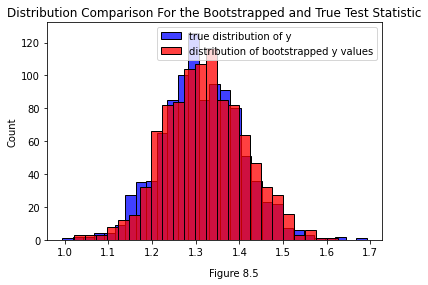 Distribution Comparison For the Bootstrapped and True Test Statistic
true distribution of y
distribution of bootstrapped y values
120
100
80
60
40
20
0
Count
1.0 1.1 1.2 1.3 1.4 1.5 1.6 1.7
Figure 8.5